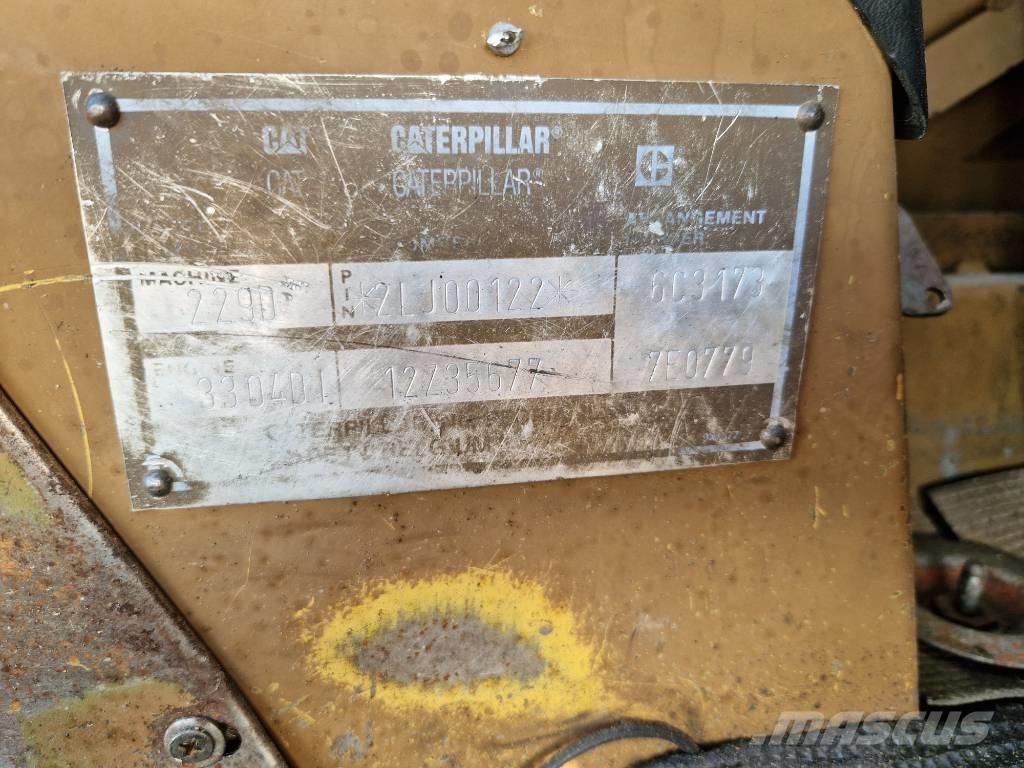 CAT CATERPILLAR®
CAT CATERPILLAR®
ARRANGEMENT
MACHINE PIN
229D *2LJ00122* 6C3173
ENGINE
3304DI 12Z35677 7E0779
MASCUS